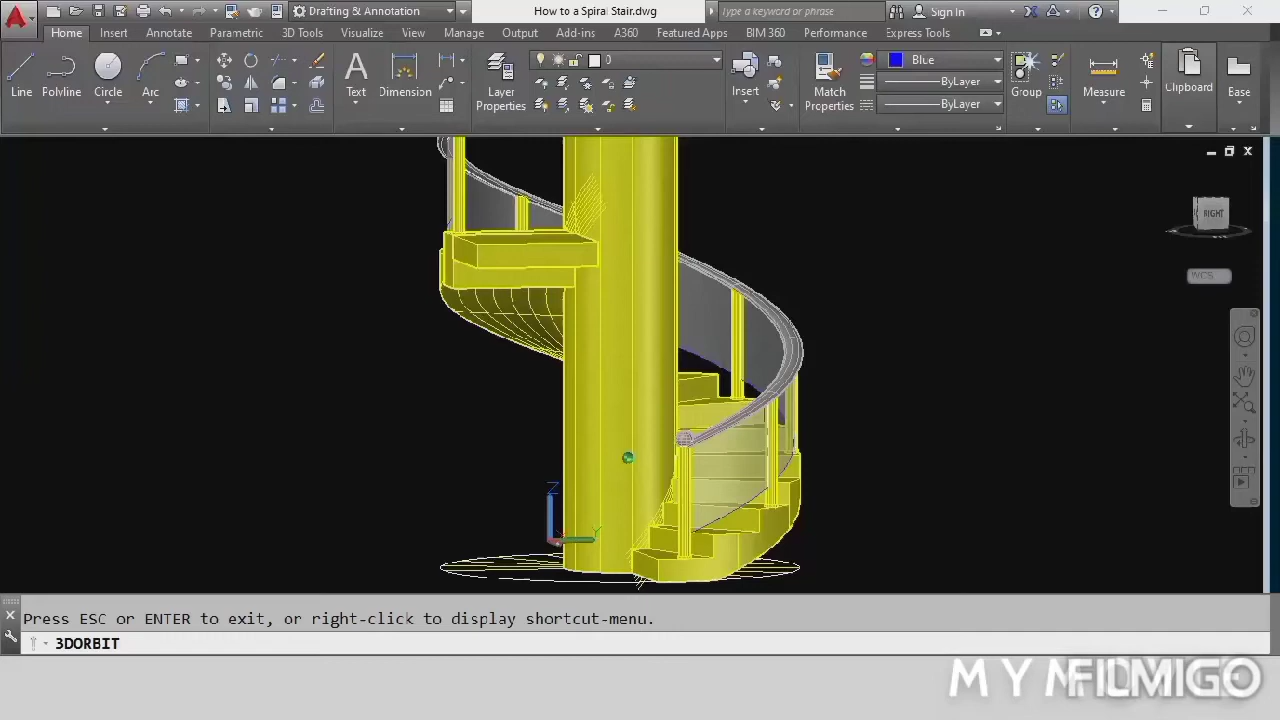 Drafting & Annotation
How to a Spiral Stair.dwg
Type a keyword or phrase
Sign In
Home Insert Annotate Parametric 3D Tools Visualize View Manage Output Add-ins A360 Featured Apps BIM 360 Performance Express Tools
0
Blue
ByLayer
ByLayer
Line Polyline Circle Arc Text Dimension Layer Properties Insert Match Properties Group Measure Clipboard Ease
RIGHT
WCS
Z
Y
Press ESC or ENTER to exit, or right-click to display shortcut-menu.
3DORBIT
FILMIGO